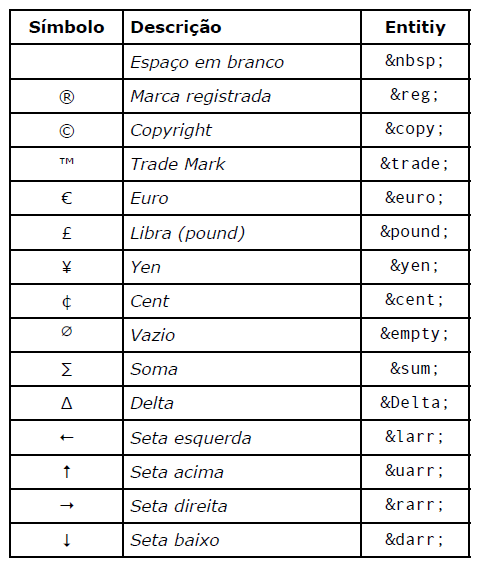 Símbolo Descrição Entitiy
Espaço em branco &nbsp;
® Marca registrada &reg;
© Copyright &copy;
™ Trade Mark &trade;
€ Euro &euro;
£ Libra (pound) &pound;
¥ Yen &yen;
¢ Cent &cent;
∅ Vazio &empty;
∑ Soma &sum;
Δ Delta &Delta;
← Seta esquerda &larr;
↑ Seta acima &uarr;
→ Seta direita &rarr;
↓ Seta baixo &darr;